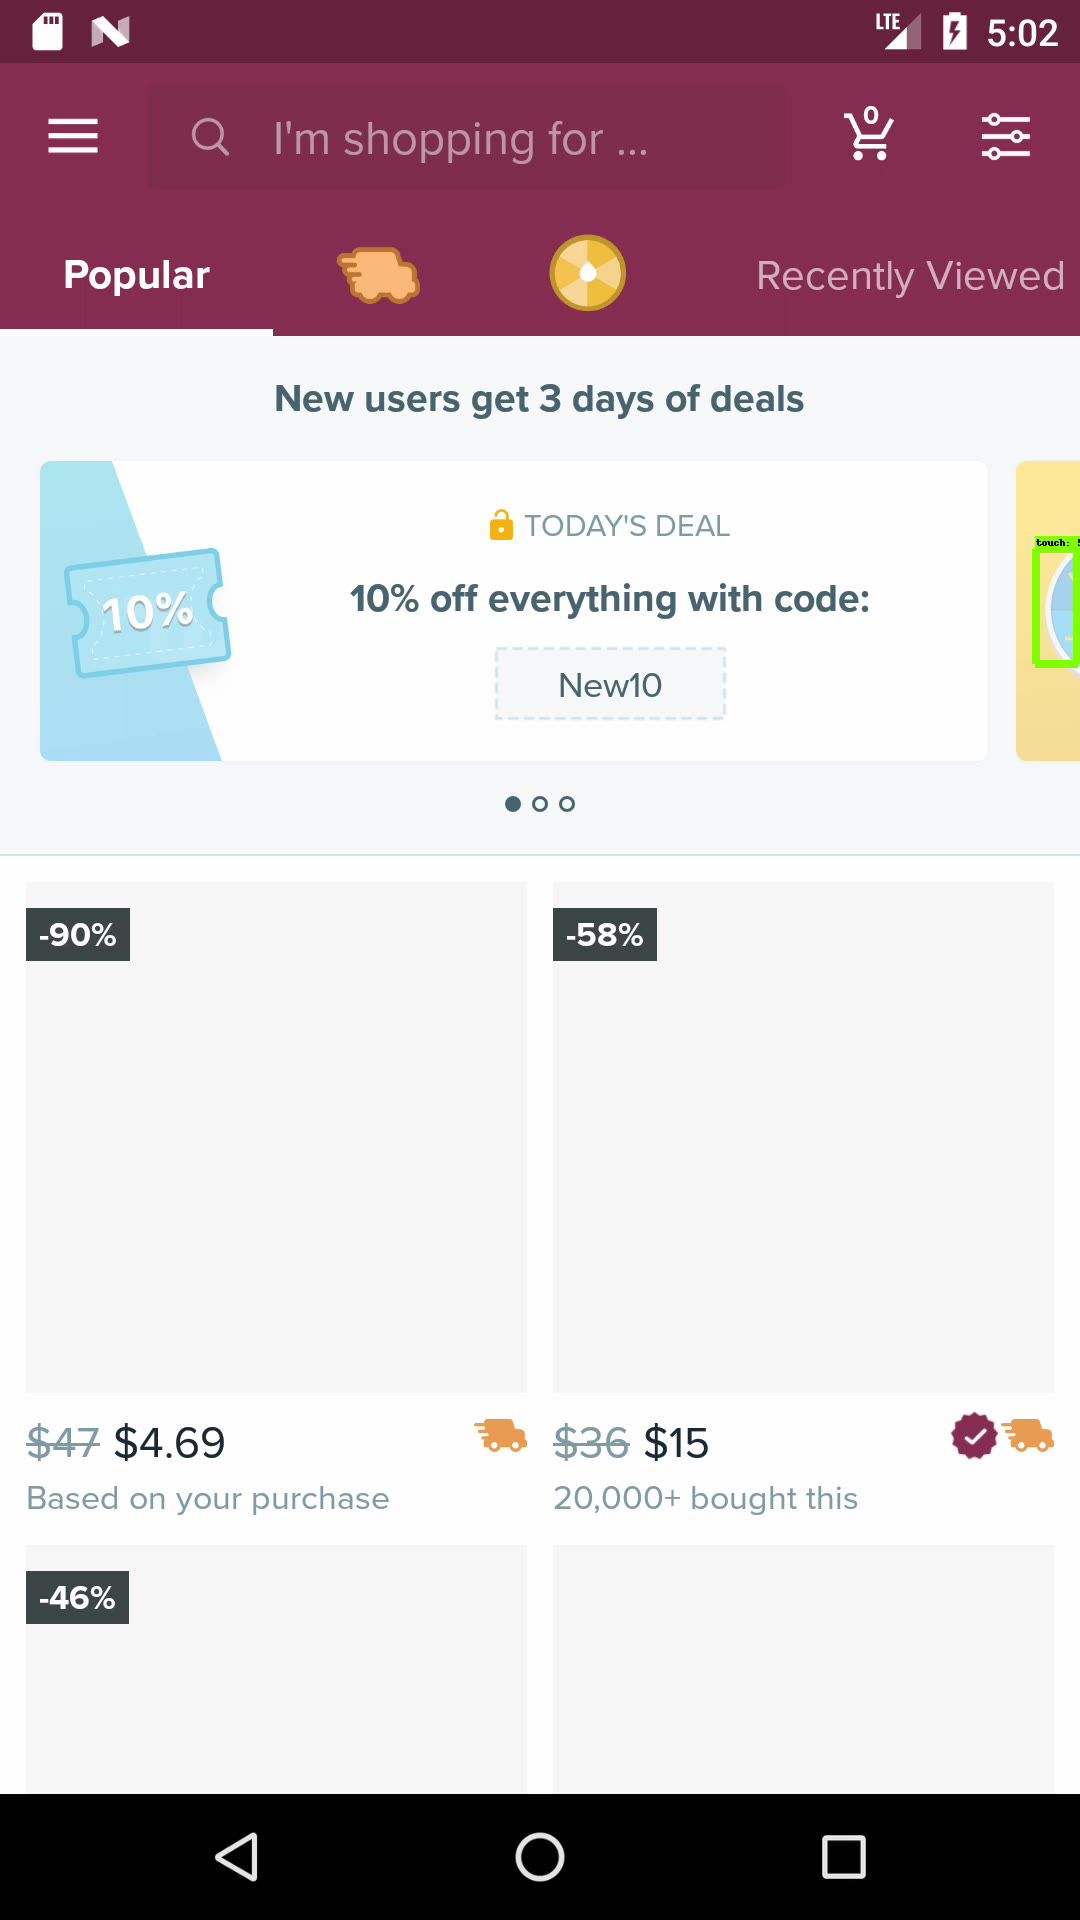 LTE 5:02
I'm shopping for ... 0
Popular Recently Viewed
New users get 3 days of deals
TODAY'S DEAL
touch:
10% off everything with code:
10%
New10
-90% -58%
$47 $4.69 $36 $15
Based on your purchase 20,000+ bought this
-46%